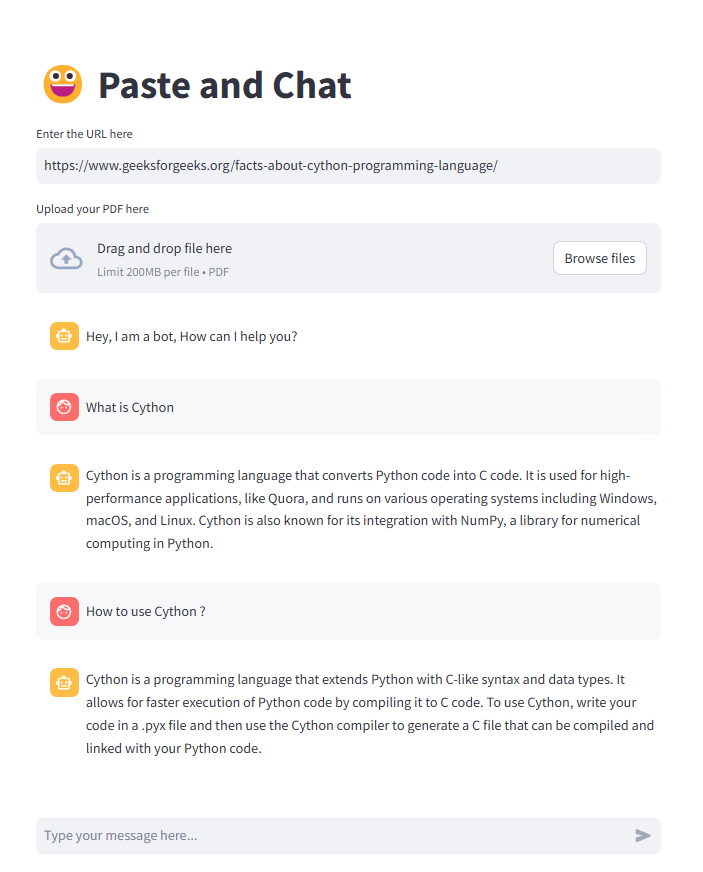 Paste and Chat
Enter the URL here
https://www.geeksforgeeks.org/facts-about-cython-programming-language/
Upload your PDF here
Drag and drop file here
Limit 200MB per file • PDF
Browse files
Hey, I am a bot, How can I help you?
What is Cython
Cython is a programming language that converts Python code into C code. It is used for high-
performance applications, like Quora, and runs on various operating systems including Windows,
macOS, and Linux. Cython is also known for its integration with NumPy, a library for numerical
computing in Python.
How to use Cython ?
Cython is a programming language that extends Python with C-like syntax and data types. It
allows for faster execution of Python code by compiling it to C code. To use Cython, write your
code in a .pyx file and then use the Cython compiler to generate a C file that can be compiled and
linked with your Python code.
Type your message here...